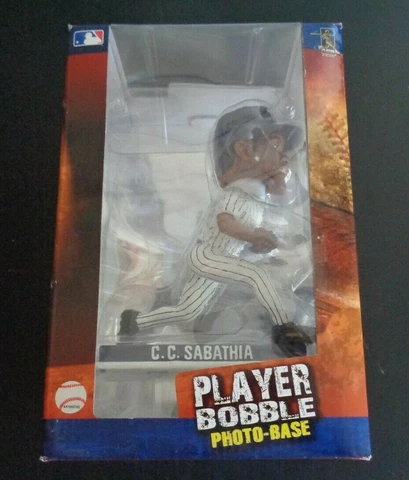 C.C. SABATHIA
PLAYER
BOBBLE
PHOTO-BASE